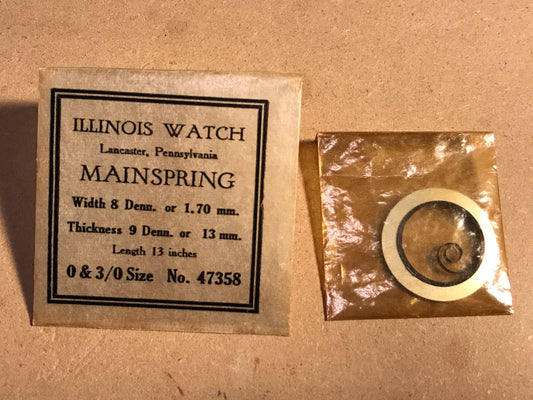 ILLINOIS WATCH
Lancaster, Pennsylvania
MAINSPRING
Width 8 Denn. or 1.70 mm.
Thickness 9 Denn. or 13 mm.
Length 13 inches
0 & 3/0 Size No. 47358